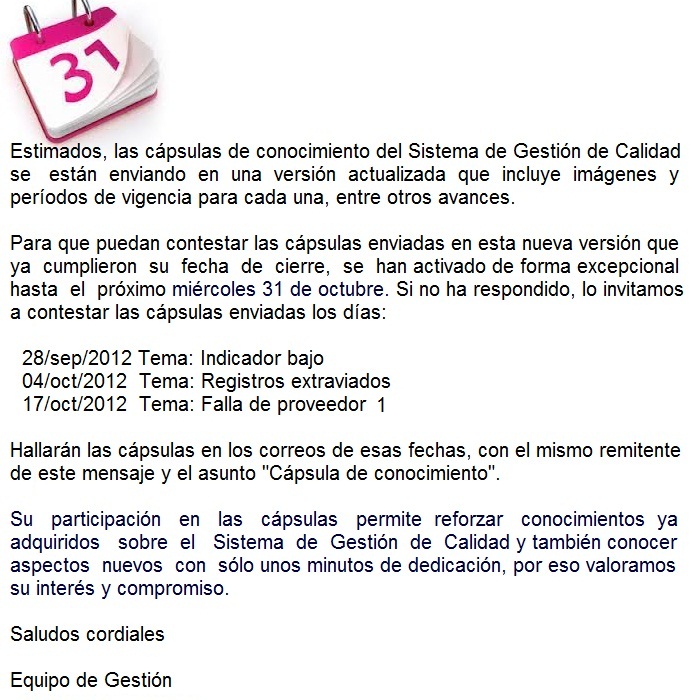 31
Estimados, las cápsulas de conocimiento del Sistema de Gestión de Calidad
se están enviando en una versión actualizada que incluye imágenes y
períodos de vigencia para cada una, entre otros avances.
Para que puedan contestar las cápsulas enviadas en esta nueva versión que
ya cumplieron su fecha de cierre, se han activado de forma excepcional
hasta el próximo miércoles 31 de octubre. Si no ha respondido, lo invitamos
a contestar las cápsulas enviadas los días:
28/sep/2012 Tema: Indicador bajo
04/oct/2012 Tema: Registros extraviados
17/oct/2012 Tema: Falla de proveedor 1
Hallarán las cápsulas en los correos de esas fechas, con el mismo remitente
de este mensaje y el asunto "Cápsula de conocimiento".
Su participación en las cápsulas permite reforzar conocimientos ya
adquiridos sobre el Sistema de Gestión de Calidad y también conocer
aspectos nuevos con sólo unos minutos de dedicación, por eso valoramos
su interés y compromiso.
Saludos cordiales
Equipo de Gestión